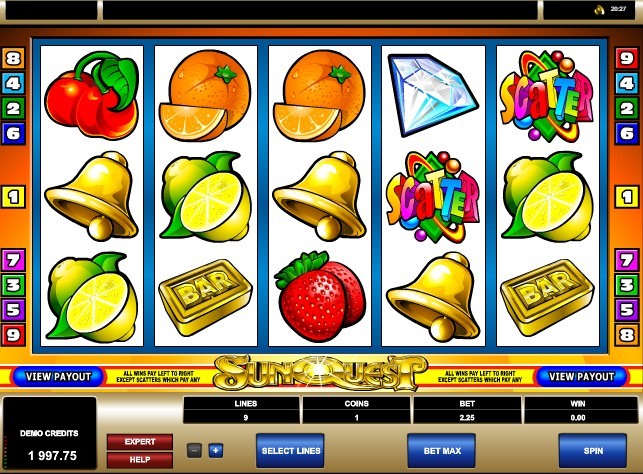 20:27
8
4
2
6
1
7
3
5
9
SCATTER
SCATTER
BAR
BAR
9
4
2
6
1
7
3
5
8
VIEW PAYOUT
ALL WINS PAY LEFT TO RIGHT
EXCEPT SCATTERS WHICH PAY ANY
SUNQUEST
ALL WINS PAY LEFT TO RIGHT
EXCEPT SCATTERS WHICH PAY ANY
VIEW PAYOUT
LINES
COINS
BET
WIN
9
1
2.25
0.00
DEMO CREDITS
1 997.75
EXPERT
HELP
–
+
SELECT LINES
BET MAX
SPIN